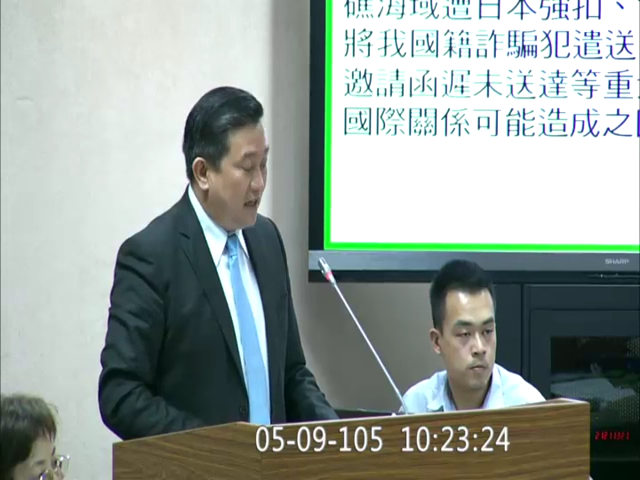 礁海域遭日本強扣、
將我國籍詐騙犯遣送
邀請函遲未送達等重
國際關係可能造成之
SHARP
05-09-105 10:23:24